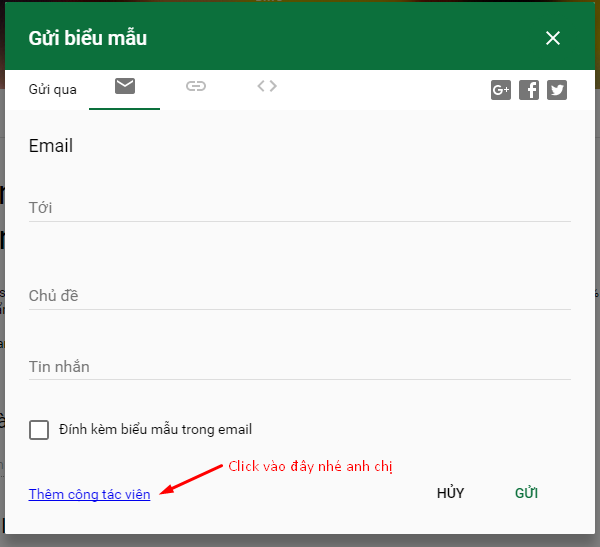 Gửi biểu mẫu
Gửi qua
Email
Tới
Chủ đề
Tin nhắn
Đính kèm biểu mẫu trong email
Click vào đây nhé anh chị
Thêm cộng tác viên
HỦY
GỬI